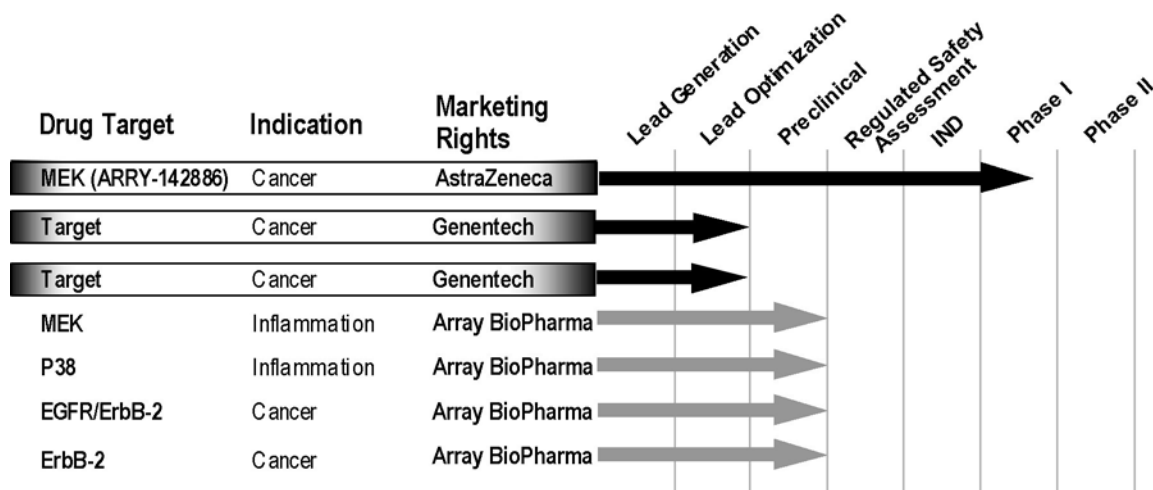 Lead Generation
Lead Optimization
Preclinical
Regulated Safety
Assessment
IND
Phase I
Phase II
Drug Target Indication Marketing
Rights
MEK (ARRY-142886) Cancer AstraZeneca
Target Cancer Genentech
Target Cancer Genentech
MEK Inflammation Array BioPharma
P38 Inflammation Array BioPharma
EGFR/ErbB-2 Cancer Array BioPharma
ErbB-2 Cancer Array BioPharma